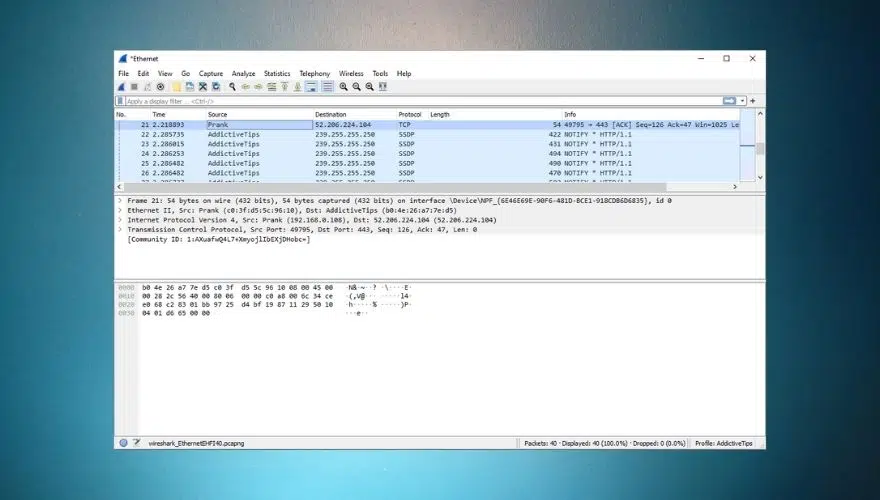 *Ethernet
File Edit View Go Capture Analyze Statistics Telephony Wireless Tools Help
Apply a display filter ... <Ctrl-/>
No. Time Source Destination Protocol Length Info
21 2.218893 Prank 52.206.224.104 TCP 54 49795 → 443 [ACK] Seq=126 Ack=47 Win=1025 Le
22 2.285735 AddictiveTips 239.255.255.250 SSDP 422 NOTIFY * HTTP/1.1
23 2.286015 AddictiveTips 239.255.255.250 SSDP 431 NOTIFY * HTTP/1.1
24 2.286253 AddictiveTips 239.255.255.250 SSDP 494 NOTIFY * HTTP/1.1
25 2.286482 AddictiveTips 239.255.255.250 SSDP 490 NOTIFY * HTTP/1.1
26 2.286482 AddictiveTips 239.255.255.250 SSDP 470 NOTIFY * HTTP/1.1
Frame 21: 54 bytes on wire (432 bits), 54 bytes captured (432 bits) on interface \Device\NPF_{6E46E69E-90F6-481D-BCE1-918CDB6D6835}, id 0
Ethernet II, Src: Prank (c0:3f:d5:5c:96:10), Dst: AddictiveTips (b0:4e:26:a7:7e:d5)
Internet Protocol Version 4, Src: Prank (192.168.0.108), Dst: 52.206.224.104 (52.206.224.104)
Transmission Control Protocol, Src Port: 49795, Dst Port: 443, Seq: 126, Ack: 47, Len: 0
[Community ID: 1:AXuafwQ4L7+XmyojlIbEXjDHobc=]
0000 b0 4e 26 a7 7e d5 c0 3f d5 5c 96 10 08 00 45 00 ·N&·~··? ·\····E·
0010 00 28 2c 56 40 00 80 06 00 00 c0 a8 00 6c 34 ce ·(,V@··· ·····l4·
0020 e0 68 c2 83 01 bb 97 25 d4 bf 19 87 11 29 50 10 ·h·····% ·····)P·
0030 04 01 d6 65 00 00 ···e··
wireshark_EthernetEHFI40.pcapng Packets: 40 · Displayed: 40 (100.0%) · Dropped: 0 (0.0%) Profile: AddictiveTips